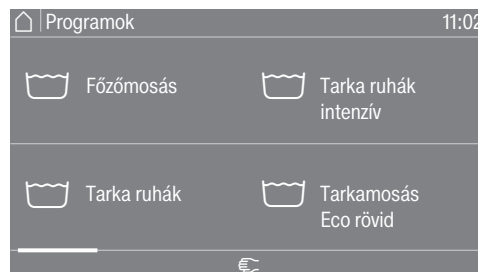 Programok 11:02
Főzőmosás
Tarka ruhák
intenzív
Tarka ruhák
Tarkamosás
Eco rövid